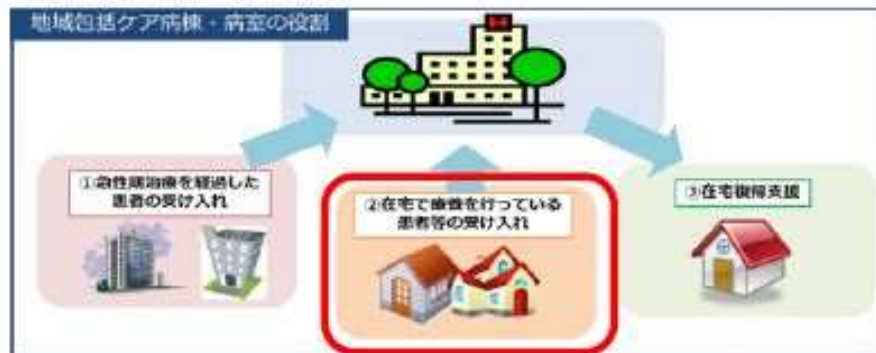 地域包括ケア病棟・病室の役割
①急性期治療を経過した
患者の受け入れ
②在宅で療養を行っている
患者等の受け入れ
③在宅復帰支援